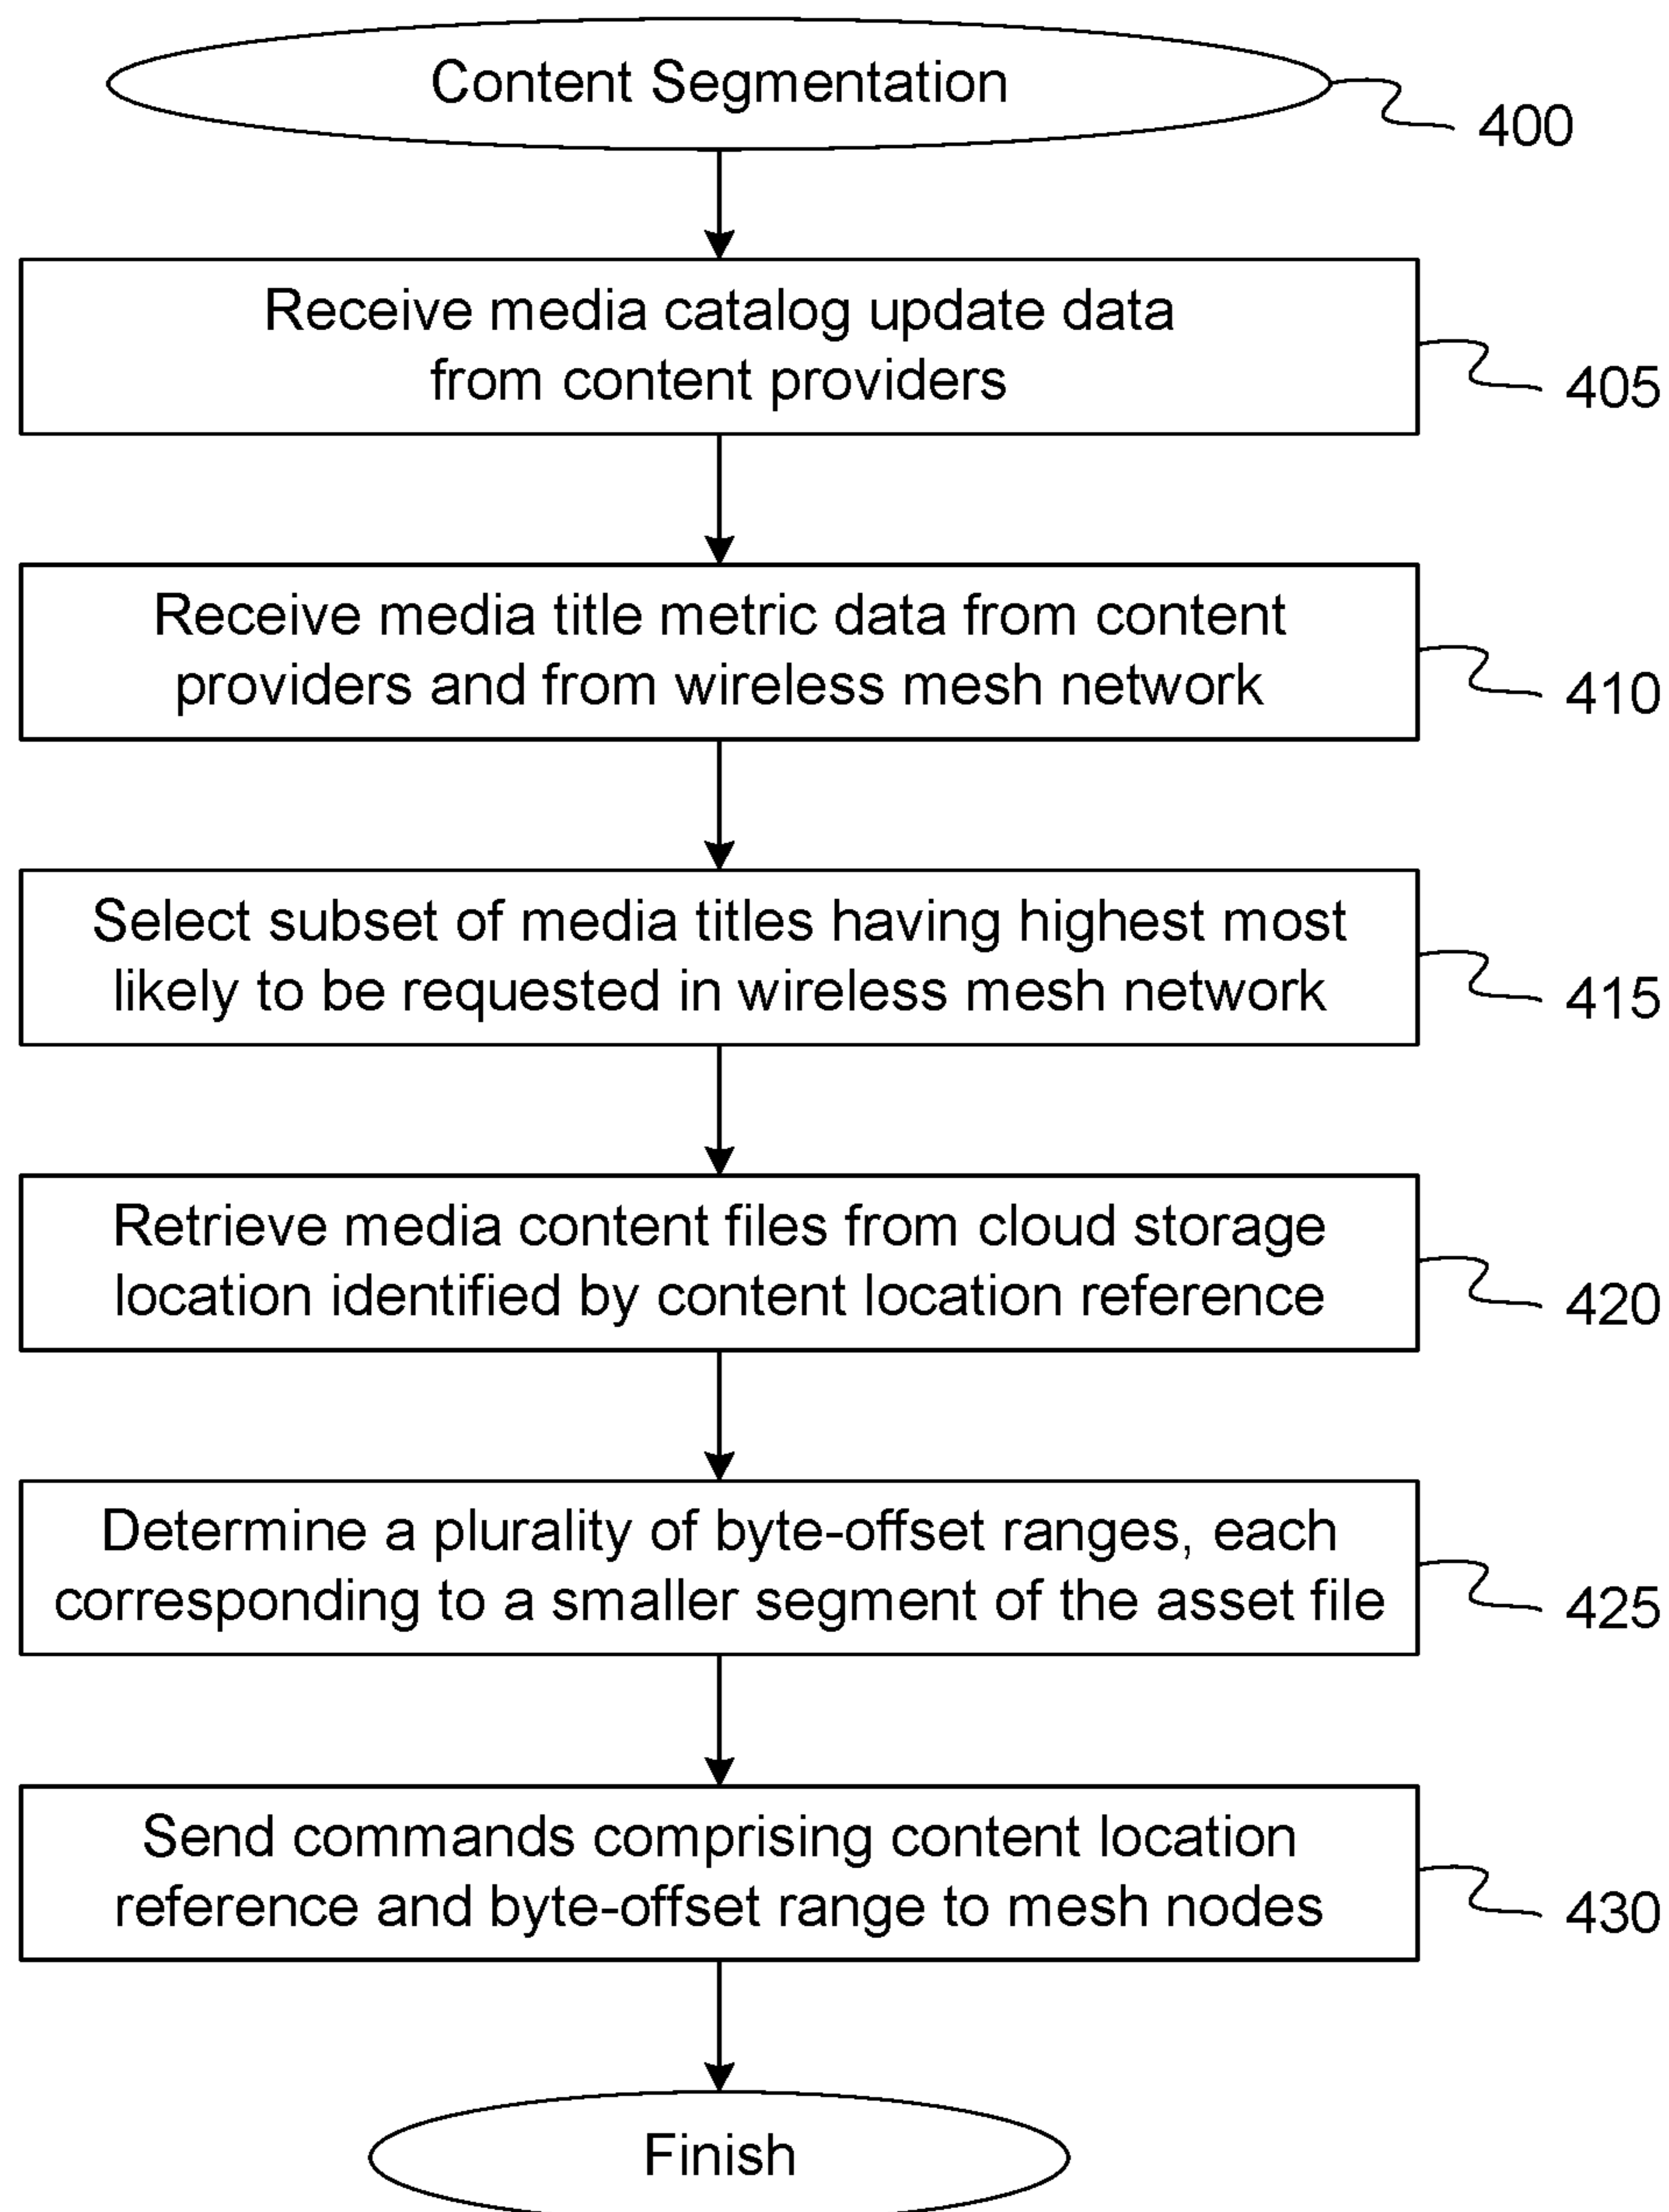 Content Segmentation
400
Receive media catalog update data
from content providers
405
Receive media title metric data from content
providers and from wireless mesh network
410
Select subset of media titles having highest most
likely to be requested in wireless mesh network
415
Retrieve media content files from cloud storage
location identified by content location reference
420
Determine a plurality of byte-offset ranges, each
corresponding to a smaller segment of the asset file
425
Send commands comprising content location
reference and byte-offset range to mesh nodes
430
Finish